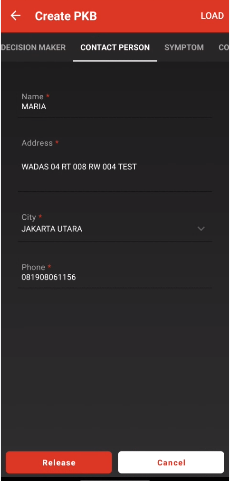 Create PKB LOAD
DECISION MAKER CONTACT PERSON SYMPTOM CO
Name *
MARIA
Address *
WADAS 04 RT 008 RW 004 TEST
City *
JAKARTA UTARA
Phone *
081908061156
Release Cancel